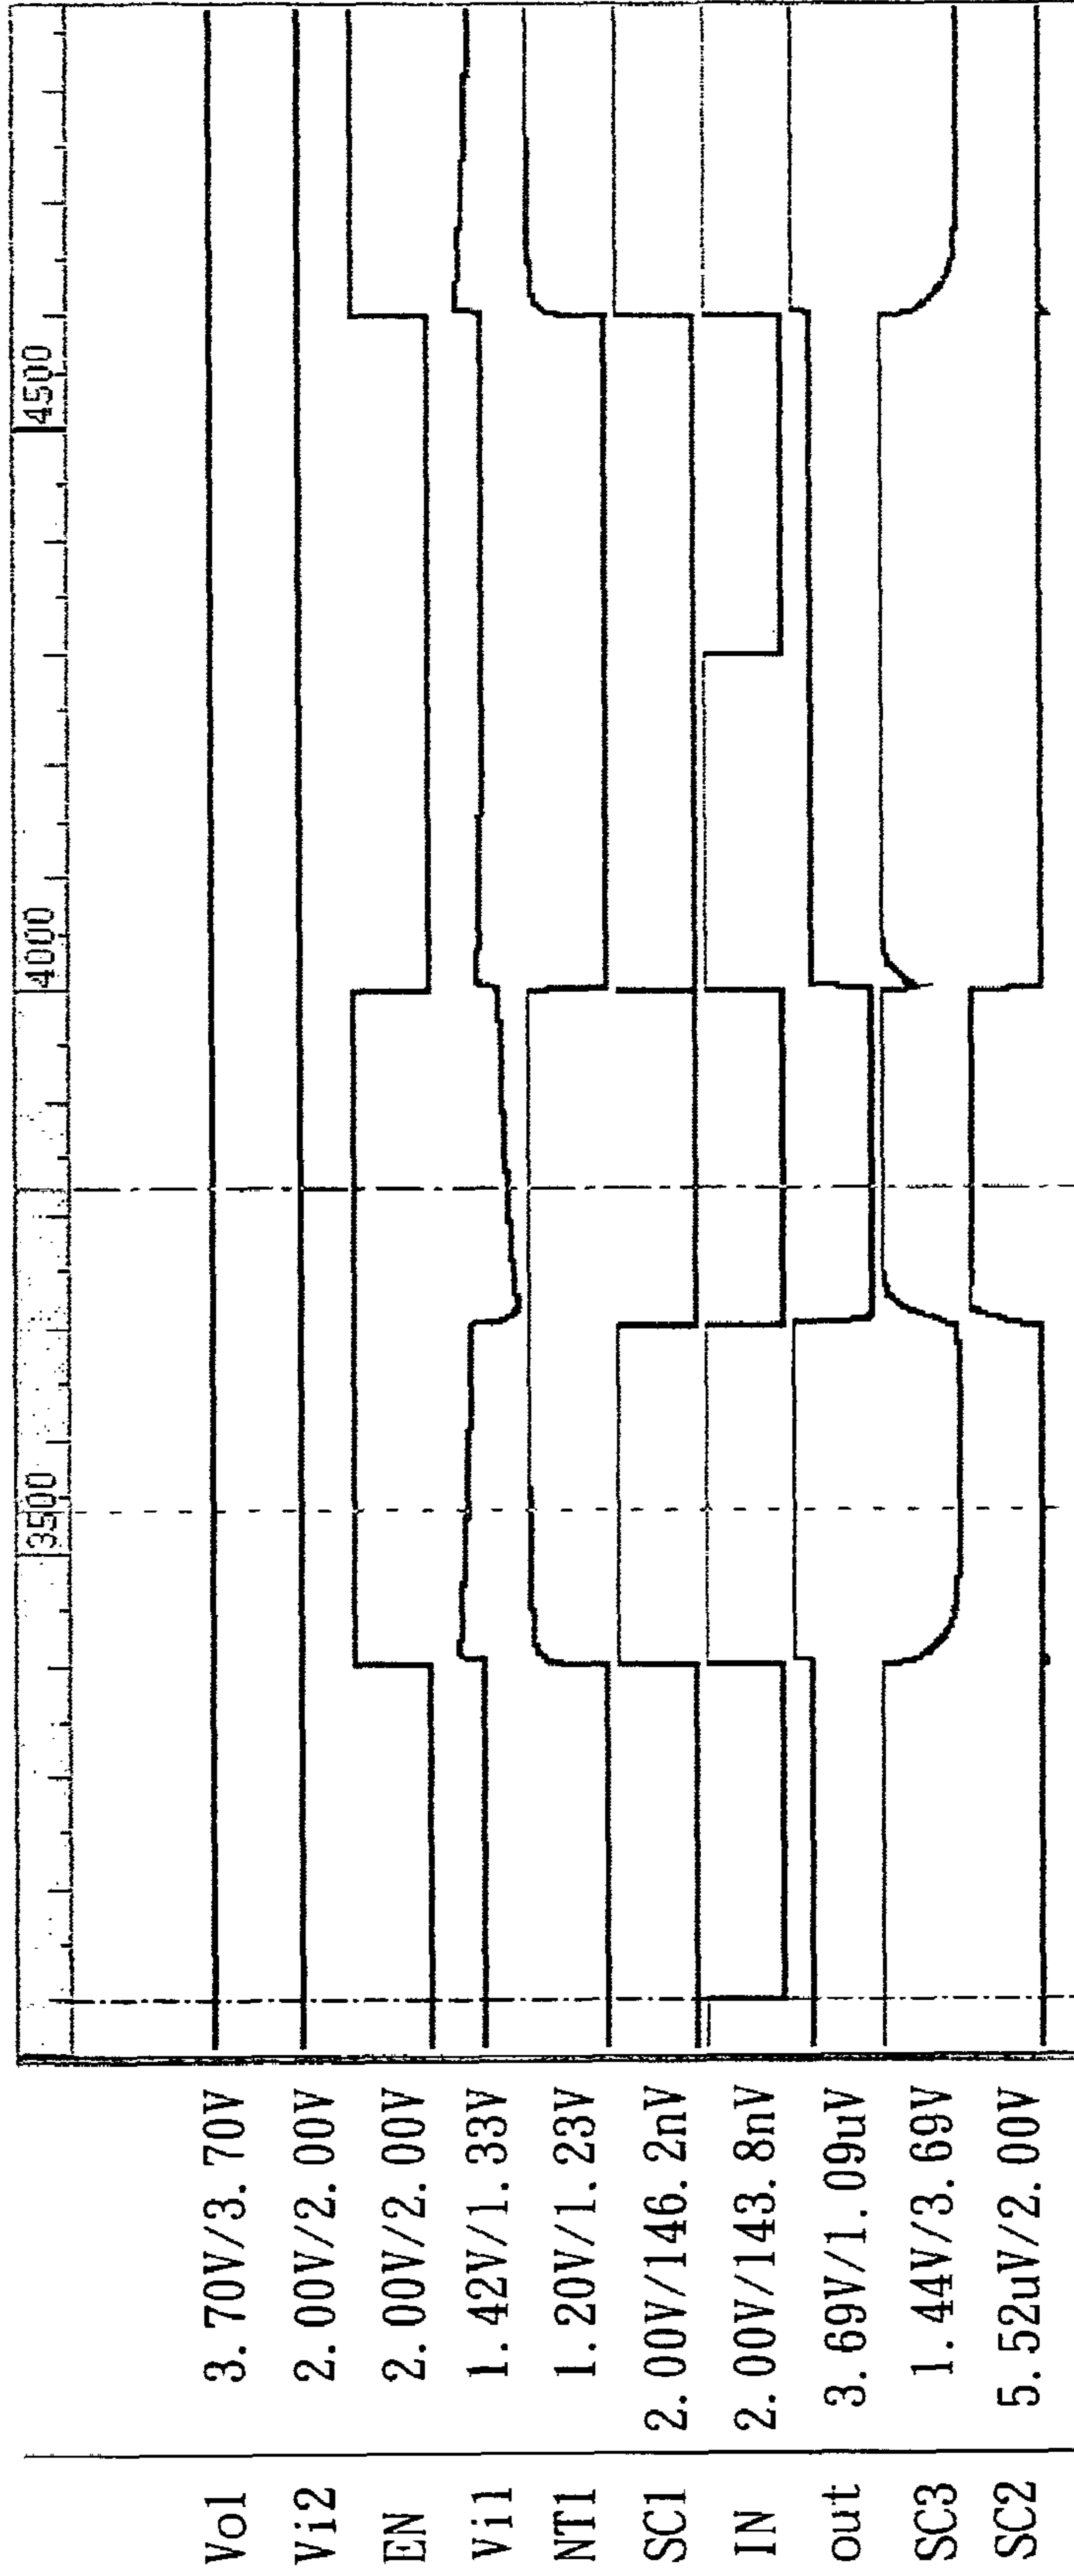 3500 4000 4500
Vo1 3.70V/3.70V
Vi2 2.00V/2.00V
EN 2.00V/2.00V
Vi1 1.42V/1.33V
NT1 1.20V/1.23V
SC1 2.00V/146.2nV
IN 2.00V/143.8nV
out 3.69V/1.09uV
SC3 1.44V/3.69V
SC2 5.52uV/2.00V